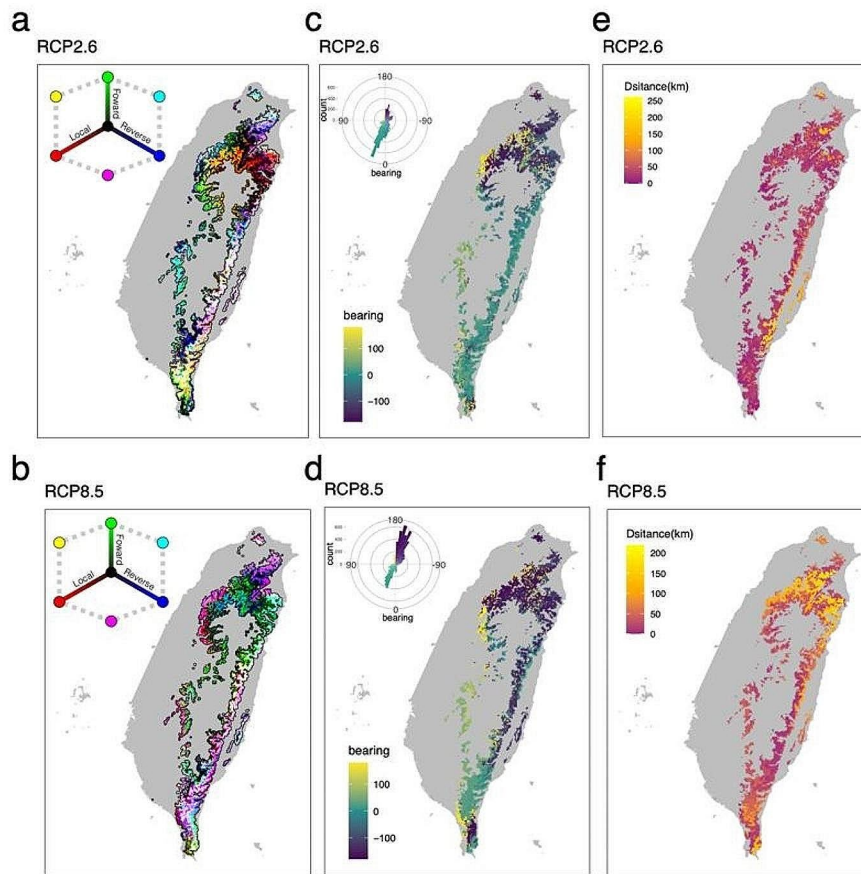 a
RCP2.6
Foward
Local
Reverse
c
RCP2.6
180
count
90
-90
0
bearing
bearing
100
0
-100
e
RCP2.6
Dsitance(km)
250
200
150
100
50
0
b
RCP8.5
Foward
Local
Reverse
d
RCP8.5
180
count
90
-90
0
bearing
bearing
100
0
-100
f
RCP8.5
Dsitance(km)
200
150
100
50
0